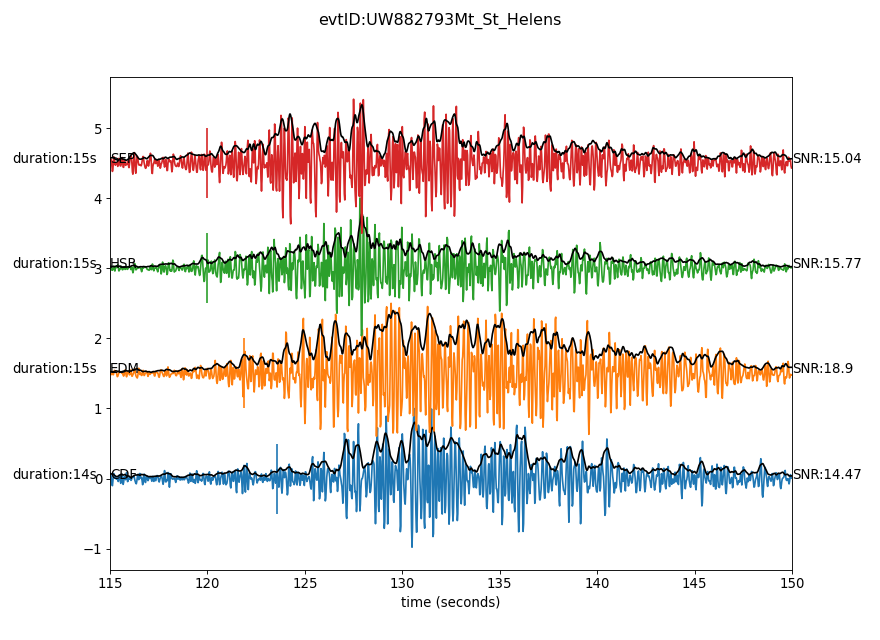 evtID:UW882793Mt_St_Helens
5
duration:15s SEP SNR:15.04
4
duration:15s HSR SNR:15.77
3
2
duration:15s EDM SNR:18.9
1
duration:14s CDF SNR:14.47
0
−1
115 120 125 130 135 140 145 150
time (seconds)